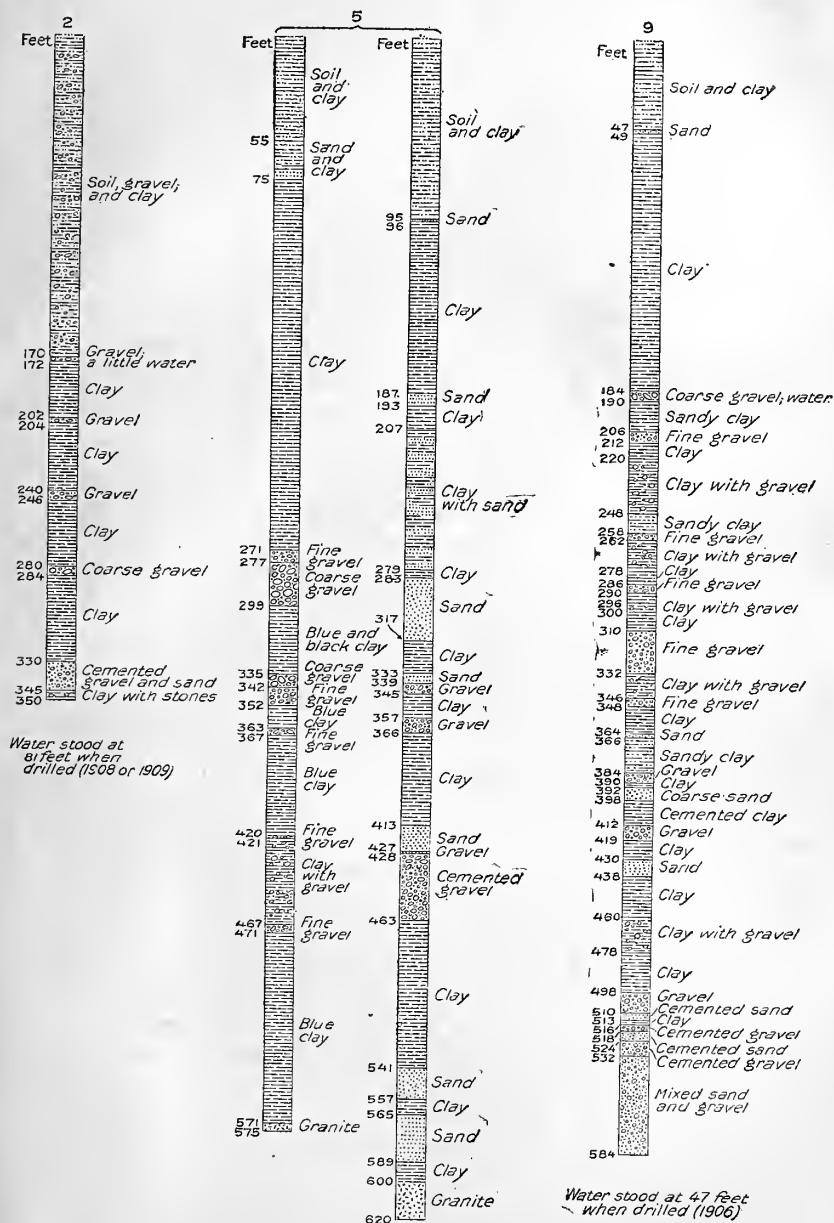 2
Feet
Soil, gravel,
and clay
170
172
Gravel;
a little water
Clay
202
204
Gravel
Clay
240
246
Gravel
Clay
280
284
Coarse gravel
Clay
330
Cemented
gravel and sand
345
Clay with stones
350
Water stood at
81 feet when
drilled (1908 or 1909)
5
Feet
Soil
and
clay
55
Sand
and
clay
75
Clay
271
Fine
gravel
277
Coarse
gravel
299
Blue and
black clay
335
Coarse
gravel
342
Fine
gravel
352
Blue
clay
363
Fine
gravel
367
Blue
clay
420
421
Fine
gravel
Clay
with
gravel
467
471
Fine
gravel
Blue
clay
571
575
Granite
Feet
Soil
and clay
95
96
Sand
Clay
187
193
Sand
Clay
207
Clay
with sand
279
283
Clay
Sand
317
Clay
333
Sand
339
Gravel
345
Clay
357
Gravel
366
Clay
413
Sand
427
Gravel
428
Cemented
gravel
463
Clay
541
Sand
557
Clay
565
Sand
589
Clay
600
Granite
620
9
Feet
Soil and clay
47
49
Sand
Clay
184
190
Coarse gravel; water
Sandy clay
206
Fine gravel
212
Clay
220
Clay with gravel
248
Sandy clay
258
Fine gravel
262
Clay with gravel
278
Clay
286
Fine gravel
290
296
Clay with gravel
300
Clay
310
Fine gravel
332
Clay with gravel
346
Fine gravel
348
Clay
364
Sand
366
Sandy clay
384
Gravel
390
Clay
392
Coarse sand
398
Cemented clay
412
Gravel
419
Clay
430
Sand
438
Clay
460
Clay with gravel
478
Clay
498
Gravel
510
Cemented sand
513
Clay
516
Cemented gravel
518
Cemented sand
524
Cemented gravel
532
Mixed sand
and gravel
584
Water stood at 47 feet
when drilled (1906)